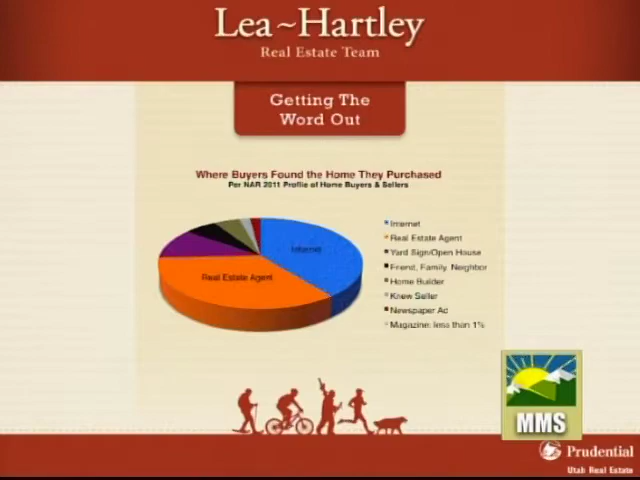 Lea~Hartley
Real Estate Team
Getting The
Word Out
Where Buyers Found the Home They Purchased
Per NAR 2011 Profile of Home Buyers & Sellers
Internet
Real Estate Agent
Internet
Real Estate Agent
Yard Sign/Open House
Friend, Family, Neighbor
Home Builder
Knew Seller
Newspaper Ad
Magazine: less than 1%
MMS
Prudential
Utah Real Estate